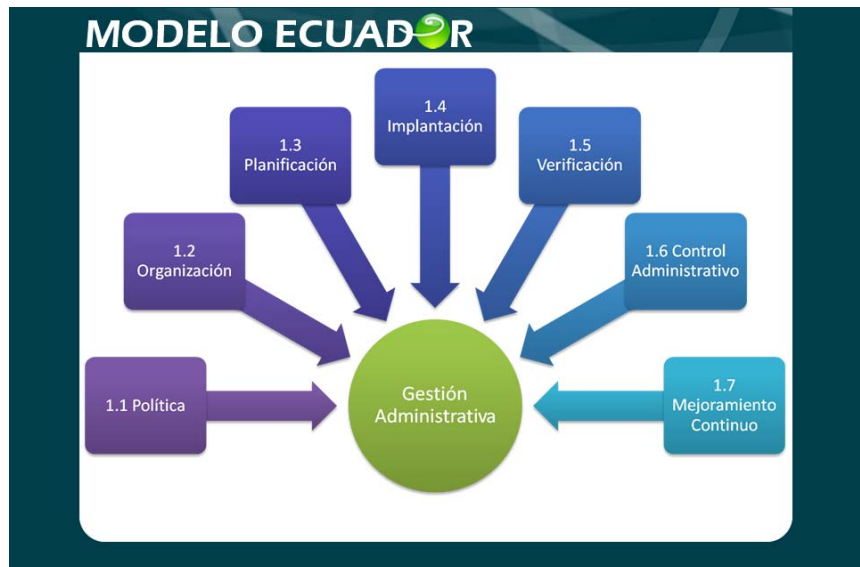 MODELO ECUADOR
1.4
Implantación
1.3
Planificación
1.5
Verificación
1.2
Organización
1.6 Control
Administrativo
1.1 Política
Gestión
Administrativa
1.7
Mejoramiento
Continuo